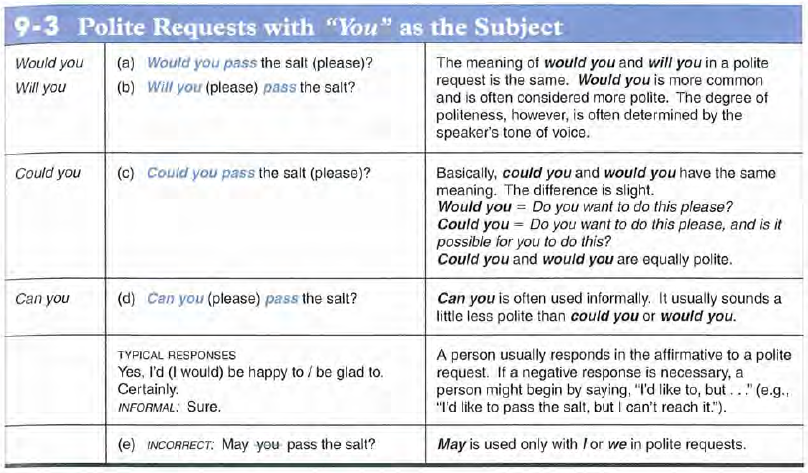 9-3 Polite Requests with "You" as the Subject
Would you
Will you
(a) Would you pass the salt (please)?
(b) Will you (please) pass the salt?
The meaning of would you and will you in a polite
request is the same. Would you is more common
and is often considered more polite. The degree of
politeness, however, is often determined by the
speaker's tone of voice.
Could you
(c) Could you pass the salt (please)?
Basically, could you and would you have the same
meaning. The difference is slight.
Would you = Do you want to do this please?
Could you = Do you want to do this please, and is it
possible for you to do this?
Could you and would you are equally polite.
Can you
(d) Can you (please) pass the salt?
Can you is often used informally. It usually sounds a
little less polite than could you or would you.
TYPICAL RESPONSES
Yes, I'd (I would) be happy to / be glad to.
Certainly.
INFORMAL: Sure.
A person usually responds in the affirmative to a polite
request. If a negative response is necessary, a
person might begin by saying, "I'd like to, but . . ." (e.g.,
"I'd like to pass the salt, but I can't reach it.").
(e) INCORRECT: May you pass the salt?
May is used only with I or we in polite requests.